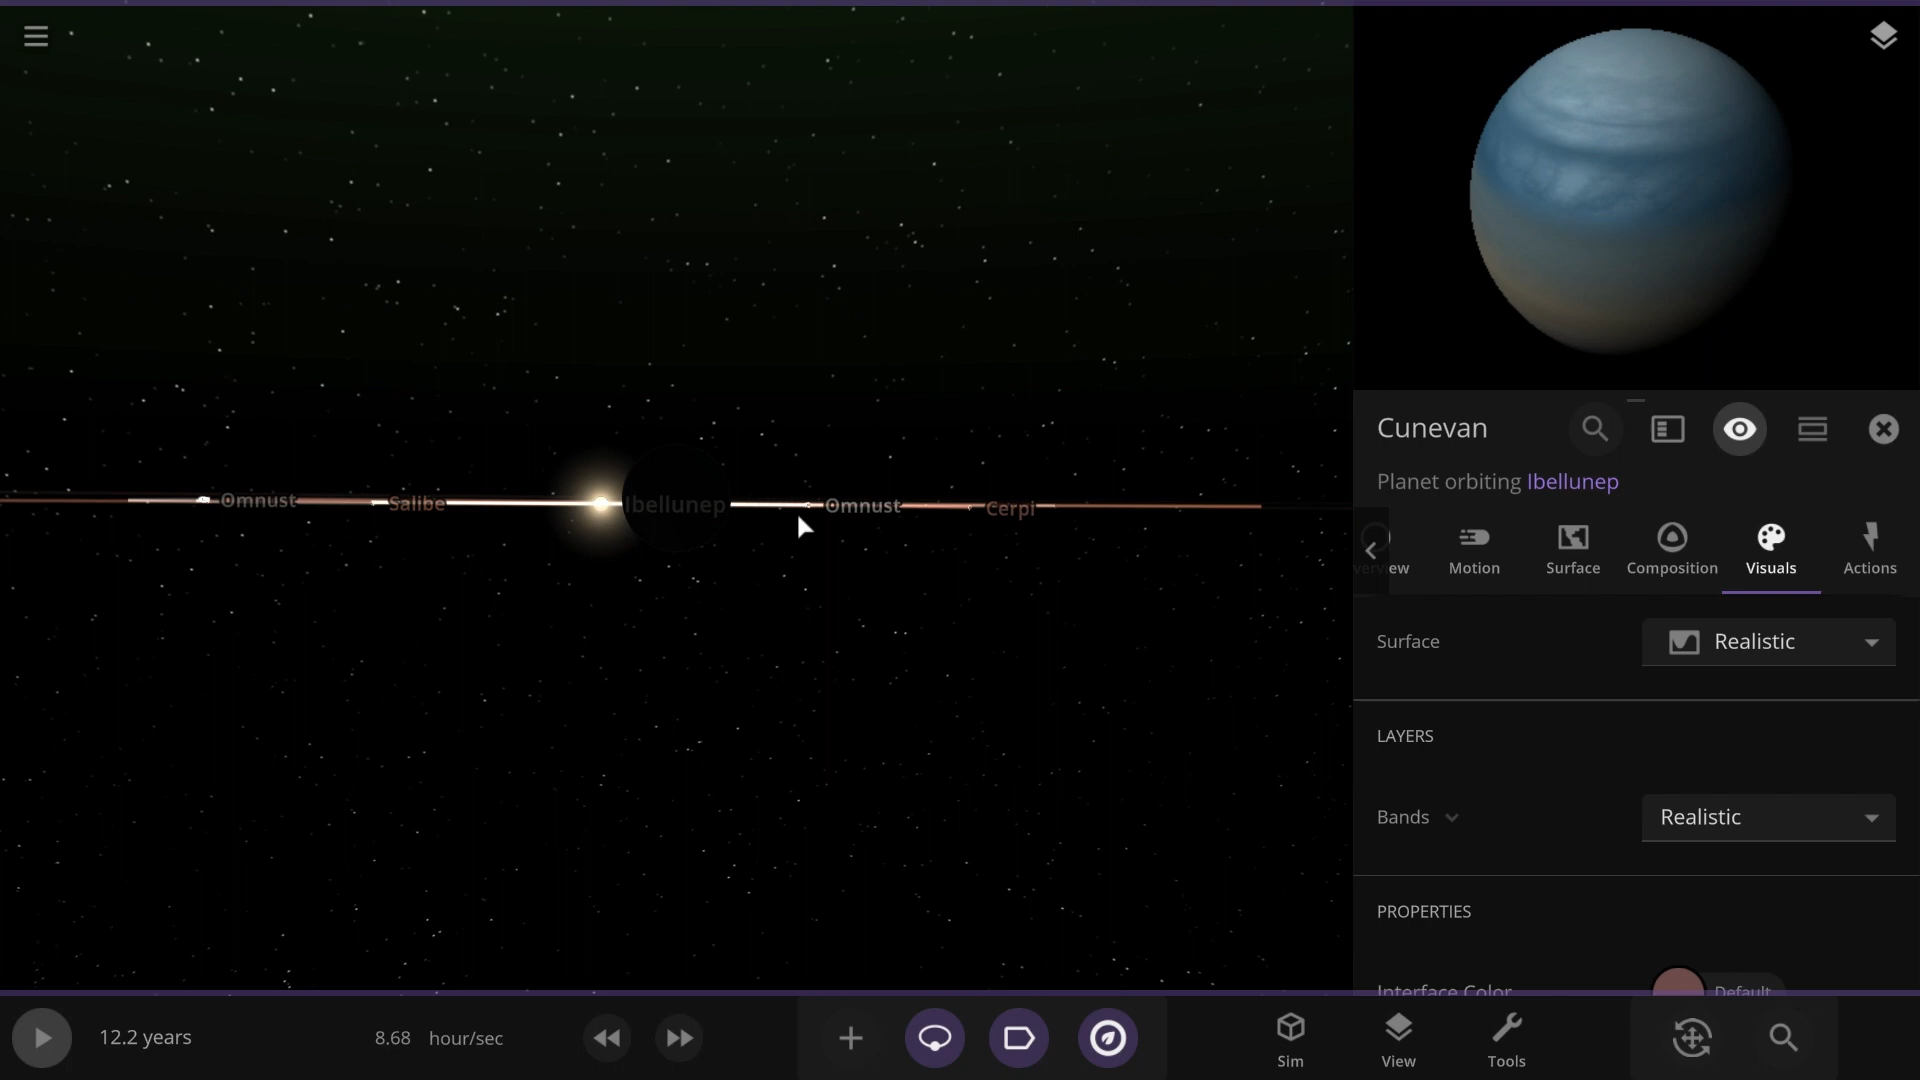 Omnust
Salibe
Ibellunep
Omnust
Cerpi
Cunevan
Planet orbiting Ibellunep
Motion
Surface
Composition
Visuals
Actions
Surface
Realistic
LAYERS
Bands
Realistic
PROPERTIES
Interface Color
Default
12.2 years
8.68 hour/sec
Sim
View
Tools